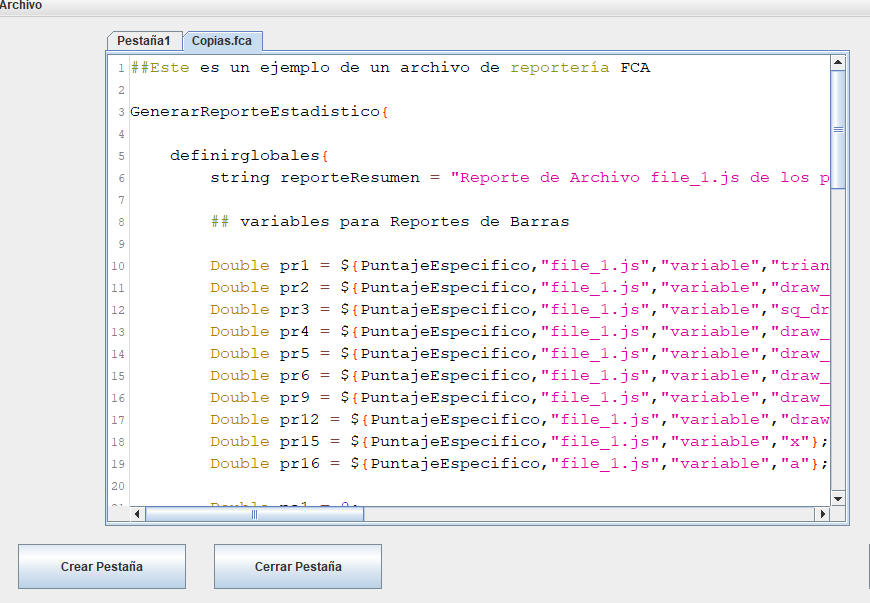 Archivo
Pestaña1 Copias.fca
1 ##Este es un ejemplo de un archivo de reportería FCA
2
3 GenerarReporteEstadistico{
4
5 definirglobales{
6 string reporteResumen = "Reporte de Archivo file_1.js de los p
7
8 ## variables para Reportes de Barras
9
10 Double pr1 = ${PuntajeEspecifico,"file_1.js","variable","trian
11 Double pr2 = ${PuntajeEspecifico,"file_1.js","variable","draw_
12 Double pr3 = ${PuntajeEspecifico,"file_1.js","variable","sq_dr
13 Double pr4 = ${PuntajeEspecifico,"file_1.js","variable","draw_
14 Double pr5 = ${PuntajeEspecifico,"file_1.js","variable","draw_
15 Double pr6 = ${PuntajeEspecifico,"file_1.js","variable","draw_
16 Double pr9 = ${PuntajeEspecifico,"file_1.js","variable","draw_
17 Double pr12 = ${PuntajeEspecifico,"file_1.js","variable","draw
18 Double pr15 = ${PuntajeEspecifico,"file_1.js","variable","x"};
19 Double pr16 = ${PuntajeEspecifico,"file_1.js","variable","a"};
20
Crear Pestaña Cerrar Pestaña